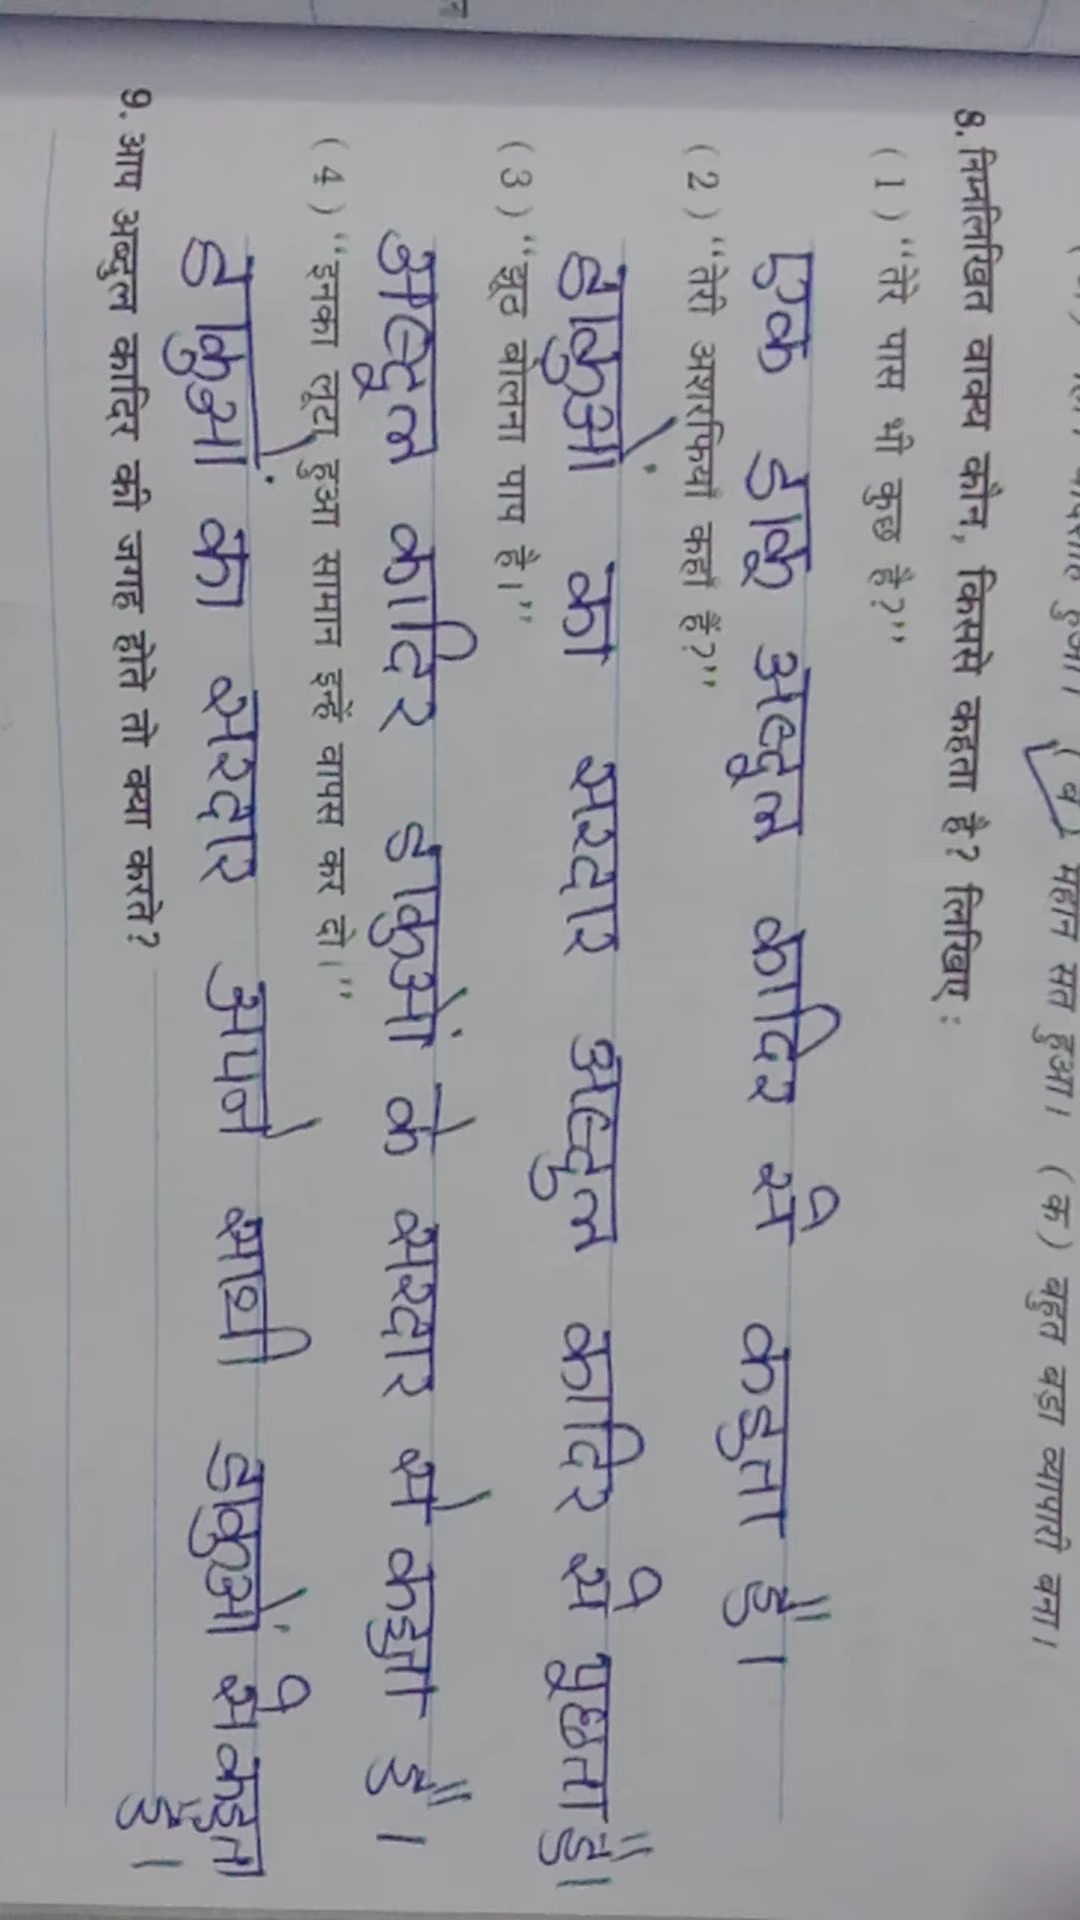 महान संत हुआ। (क) बहुत बड़ा व्यापारी बना।
8. निम्नलिखित वाक्य कौन, किससे कहता है? लिखिए :
(1) "तेरे पास भी कुछ है?"
एक डाकू अब्दुल कादिर से कहता है।
(2) "तेरी अशरफियाँ कहाँ हैं?"
डाकुओं का सरदार अब्दुल कादिर से पूछता है।
(3) "झूठ बोलना पाप है।"
अब्दुल कादिर डाकुओं के सरदार से कहता है।
(4) "इनका लूटा हुआ सामान इन्हें वापस कर दो।"
डाकुओं का सरदार अपने साथी डाकुओं से कहता है।
9. आप अब्दुल कादिर की जगह होते तो क्या करते?